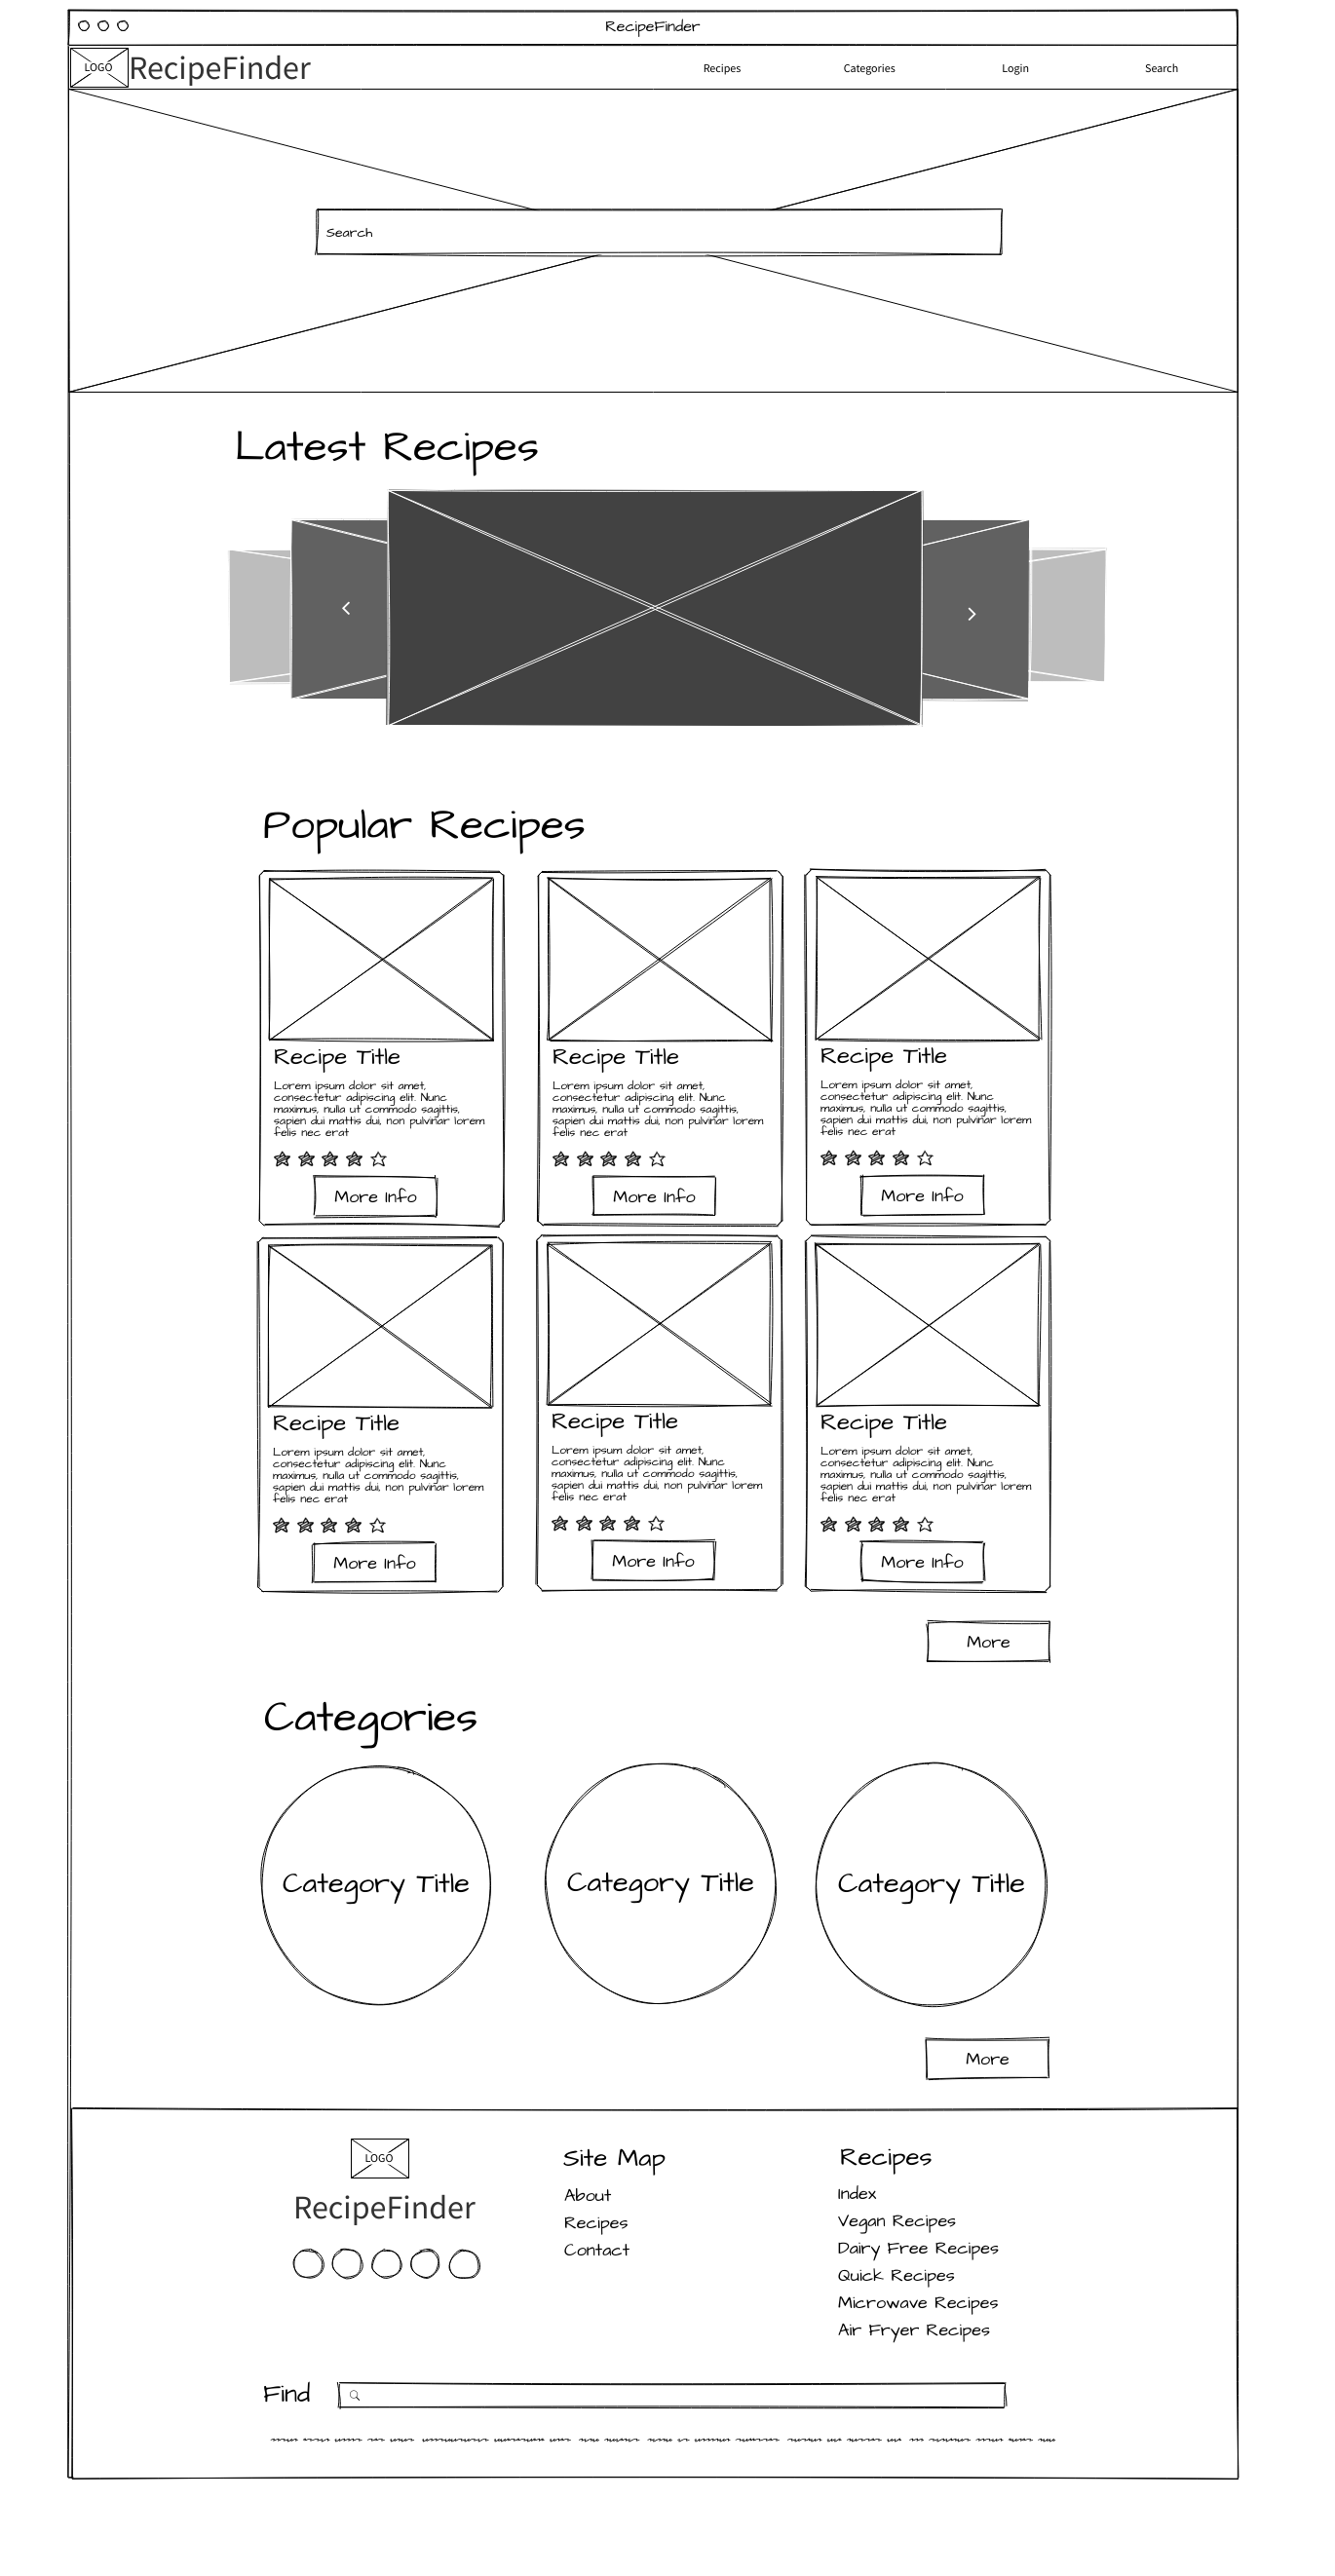 RecipeFinder
LOGO
RecipeFinder
Recipes
Categories
Login
Search
Search
Latest Recipes
Popular Recipes
Recipe Title
Lorem ipsum dolor sit amet,
consectetur adipiscing elit. Nunc
maximus, nulla ut commodo sagittis,
sapien dui mattis dui, non pulvinar lorem
felis nec erat
More Info
Recipe Title
Lorem ipsum dolor sit amet,
consectetur adipiscing elit. Nunc
maximus, nulla ut commodo sagittis,
sapien dui mattis dui, non pulvinar lorem
felis nec erat
More Info
Recipe Title
Lorem ipsum dolor sit amet,
consectetur adipiscing elit. Nunc
maximus, nulla ut commodo sagittis,
sapien dui mattis dui, non pulvinar lorem
felis nec erat
More Info
Recipe Title
Lorem ipsum dolor sit amet,
consectetur adipiscing elit. Nunc
maximus, nulla ut commodo sagittis,
sapien dui mattis dui, non pulvinar lorem
felis nec erat
More Info
Recipe Title
Lorem ipsum dolor sit amet,
consectetur adipiscing elit. Nunc
maximus, nulla ut commodo sagittis,
sapien dui mattis dui, non pulvinar lorem
felis nec erat
More Info
Recipe Title
Lorem ipsum dolor sit amet,
consectetur adipiscing elit. Nunc
maximus, nulla ut commodo sagittis,
sapien dui mattis dui, non pulvinar lorem
felis nec erat
More Info
More
Categories
Category Title
Category Title
Category Title
More
LOGO
RecipeFinder
Site Map
About
Recipes
Contact
Recipes
Index
Vegan Recipes
Dairy Free Recipes
Quick Recipes
Microwave Recipes
Air Fryer Recipes
Find